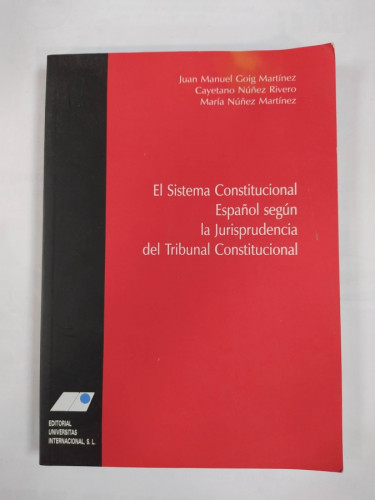 Juan Manuel Goig Martínez
Cayetano Núñez Rivero
María Núñez Martínez
El Sistema Constitucional
Español según
la Jurisprudencia
del Tribunal Constitucional
EDITORIAL
UNIVERSITAS
INTERNACIONAL, S. L.